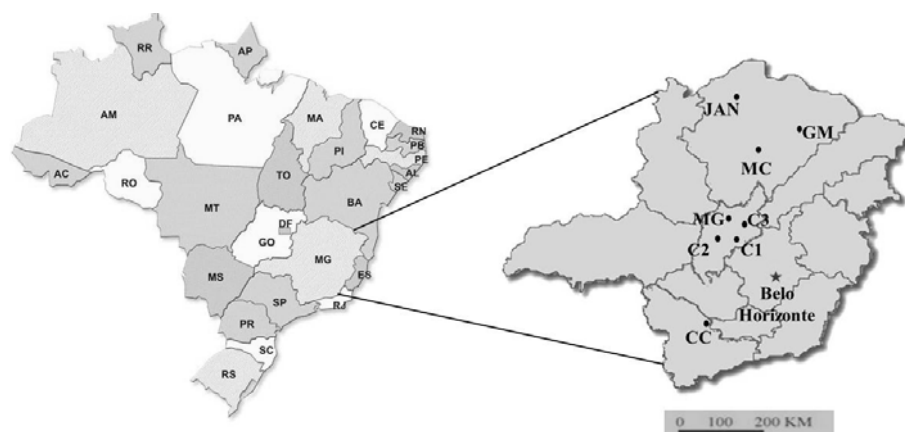 RR
AP
AM
PA
MA
CE
RN
PB
PE
AL
SE
PI
AC
RO
TO
BA
MT
DF
GO
MG
ES
MS
SP
RJ
PR
SC
RS
JAN
GM
MC
MG
C3
C2
C1
Belo
Horizonte
CC
0 100 200 KM